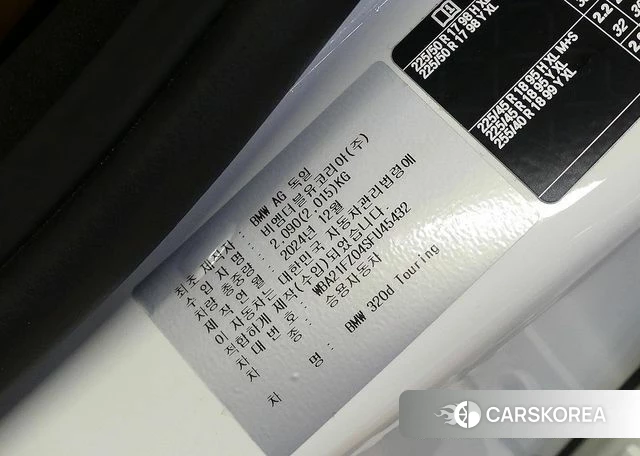 225/50 R 17 98 H XL
225/50 R 17 98 Y XL
225/45 R 18 95 H XL M+S
225/45 R 18 95 Y XL
255/40 R 18 99 Y XL
최초 제작자 : BMW AG 독일
수입자명 : 비엠더블유코리아(주)
차량 총중량 : 2,090(2,015)KG
제작연월 : 2024년 12월
이 자동차는 대한민국 자동차관리법령에
적합하게 제작(수입)되었습니다.
차대번호 : WBA21FZ04SFU45432
차종 : 승용자동차
차명 : BMW 320d Touring
CARSKOREA